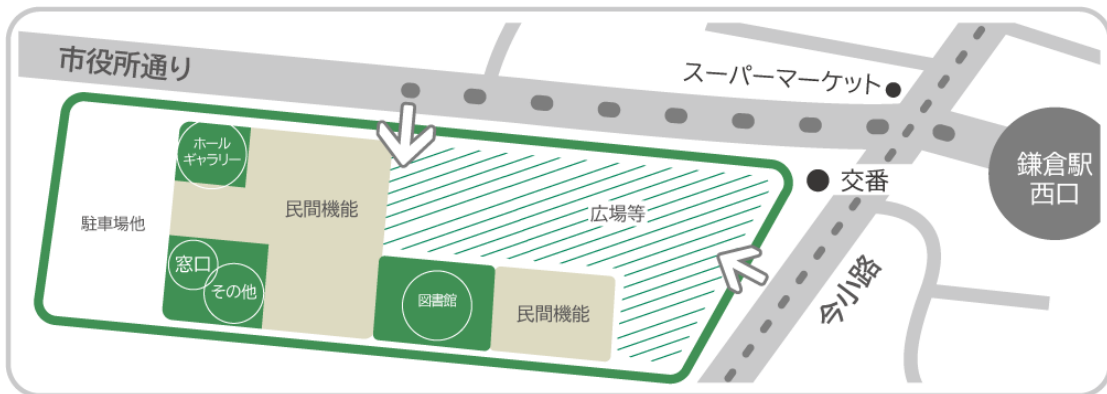 市役所通り
スーパーマーケット
鎌倉駅
西口
交番
今小路
ホール
ギャラリー
駐車場他
民間機能
広場等
窓口
その他
図書館
民間機能